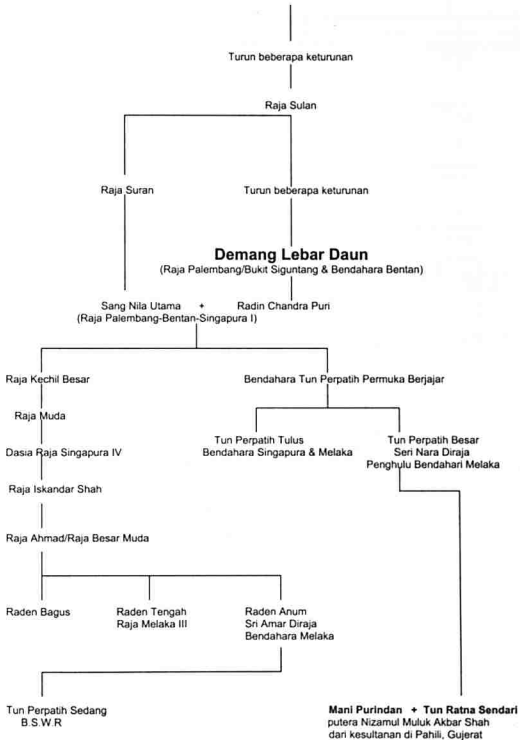 Turun beberapa keturunan
Raja Sulan
Raja Suran
Turun beberapa keturunan
Demang Lebar Daun
(Raja Palembang/Bukit Siguntang & Bendahara Bentan)
Sang Nila Utama + Radin Chandra Puri
(Raja Palembang-Bentan-Singapura I)
Raja Kechil Besar
Bendahara Tun Perpatih Permuka Berjajar
Raja Muda
Tun Perpatih Tulus
Bendahara Singapura & Melaka
Tun Perpatih Besar
Seri Nara Diraja
Penghulu Bendahari Melaka
Dasia Raja Singapura IV
Raja Iskandar Shah
Raja Ahmad/Raja Besar Muda
Raden Bagus
Raden Tengah
Raja Melaka III
Raden Anum
Sri Amar Diraja
Bendahara Melaka
Tun Perpatih Sedang
B.S.W.R
Mani Purindan + Tun Ratna Sendari
putera Nizamul Muluk Akbar Shah
dari kesultanan di Pahili, Gujerat